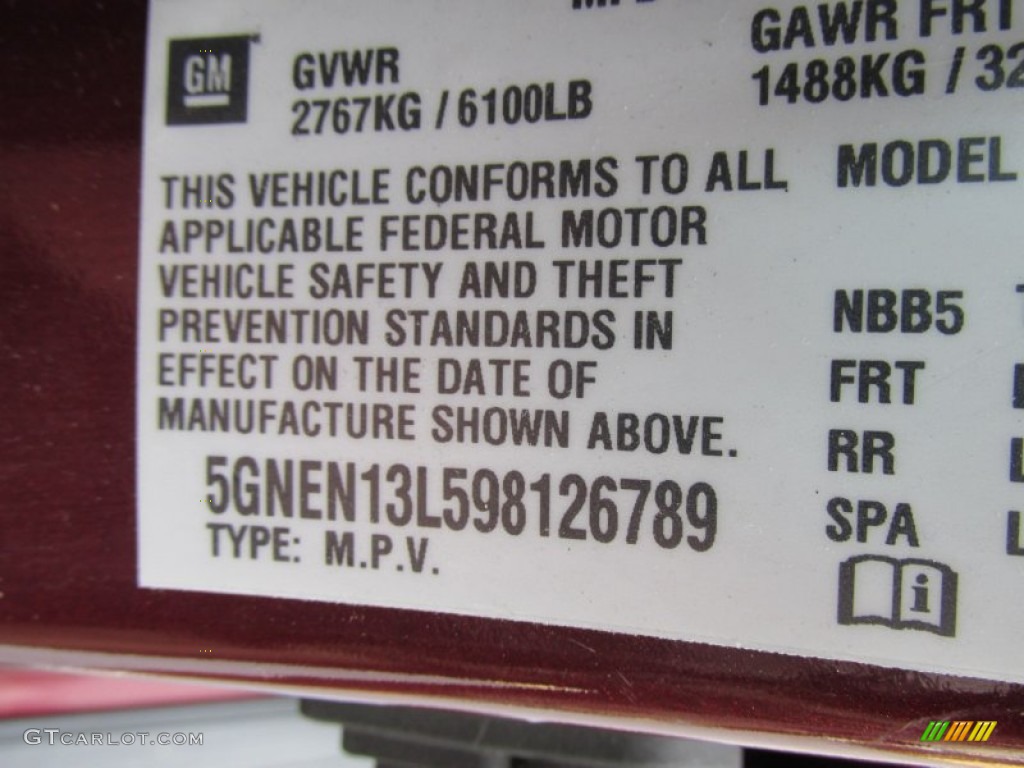 GAWR FRT
GM GVWR
2767KG / 6100LB
1488KG / 32
THIS VEHICLE CONFORMS TO ALL
APPLICABLE FEDERAL MOTOR
VEHICLE SAFETY AND THEFT
PREVENTION STANDARDS IN
EFFECT ON THE DATE OF
MANUFACTURE SHOWN ABOVE.
5GNEN13L598126789
TYPE: M.P.V.
MODEL
NBB5
FRT
RR
SPA
i
GTCARLOT.COM